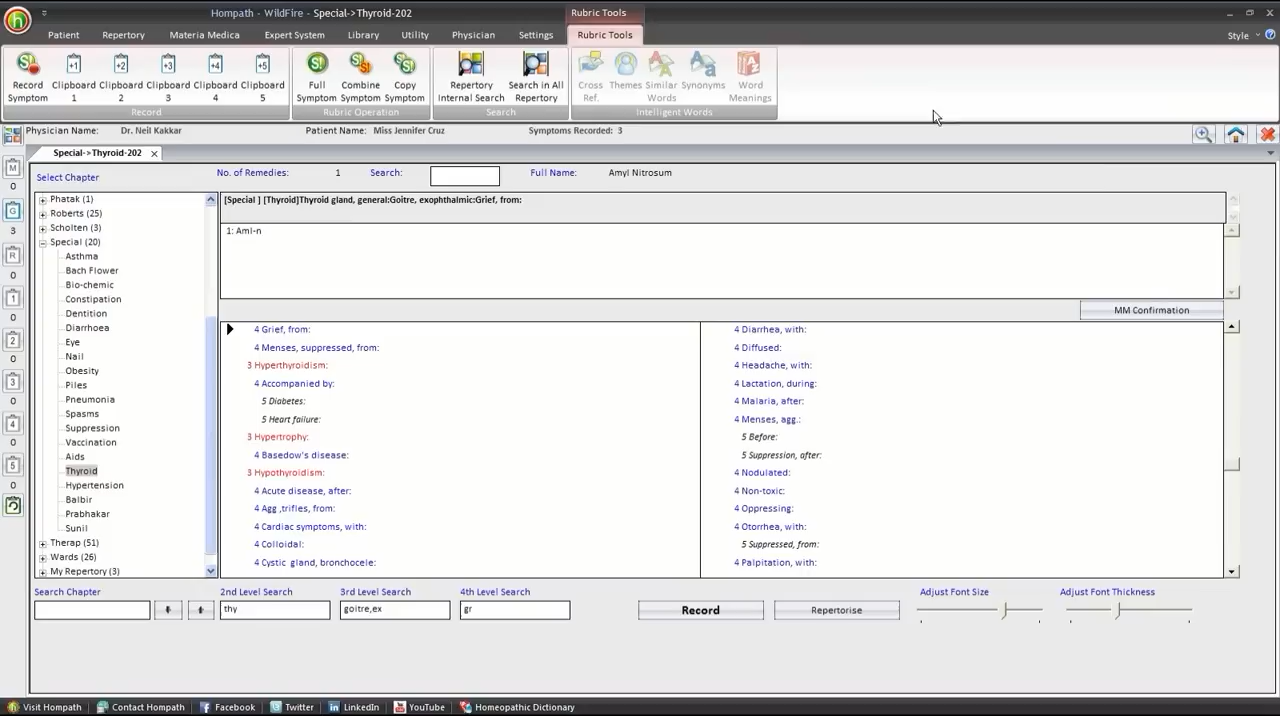 Hompath - WildFire - Special->Thyroid-202
Rubric Tools
Patient Repertory Materia Medica Expert System Library Utility Physician Settings Rubric Tools Style
Record Symptom
Clipboard 1
Clipboard 2
Clipboard 3
Clipboard 4
Clipboard 5
Full Symptom
Combine Symptom
Copy Symptom
Repertory Internal Search
Search in All Repertory
Cross Ref.
Themes
Similar Words
Synonyms
Word Meanings
Record Rubric Operation Search Intelligent Words
Physician Name: Dr. Neil Kakkar Patient Name: Miss Jennifer Cruz Symptoms Recorded: 3
Special->Thyroid-202
M
0
G
3
R
0
1
0
2
0
3
0
4
0
5
0
Select Chapter
No. of Remedies: 1 Search: Full Name: Amyl Nitrosum
Phatak (1)
Roberts (25)
Scholten (3)
Special (20)
Asthma
Bach Flower
Bio-chemic
Constipation
Dentition
Diarrhoea
Eye
Nail
Obesity
Piles
Pneumonia
Spasms
Suppression
Vaccination
Aids
Thyroid
Hypertension
Balbir
Prabhakar
Sunil
Therap (51)
Wards (26)
My Repertory (3)
[Special ] [Thyroid]Thyroid gland, general:Goitre, exophthalmic:Grief, from:
1: Aml-n
MM Confirmation
4 Grief, from:
4 Menses, suppressed, from:
3 Hyperthyroidism:
4 Accompanied by:
5 Diabetes:
5 Heart failure:
3 Hypertrophy:
4 Basedow's disease:
3 Hypothyroidism:
4 Acute disease, after:
4 Agg ,trifles, from:
4 Cardiac symptoms, with:
4 Colloidal:
4 Cystic gland, bronchocele:
4 Diarrhea, with:
4 Diffused:
4 Headache, with:
4 Lactation, during:
4 Malaria, after:
4 Menses, agg.:
5 Before:
5 Suppression, after:
4 Nodulated:
4 Non-toxic:
4 Oppressing:
4 Otorrhea, with:
5 Suppressed, from:
4 Palpitation, with:
Search Chapter 2nd Level Search 3rd Level Search 4th Level Search Adjust Font Size Adjust Font Thickness
thy goitre,ex gr Record Repertorise
Visit Hompath Contact Hompath Facebook Twitter LinkedIn YouTube Homeopathic Dictionary